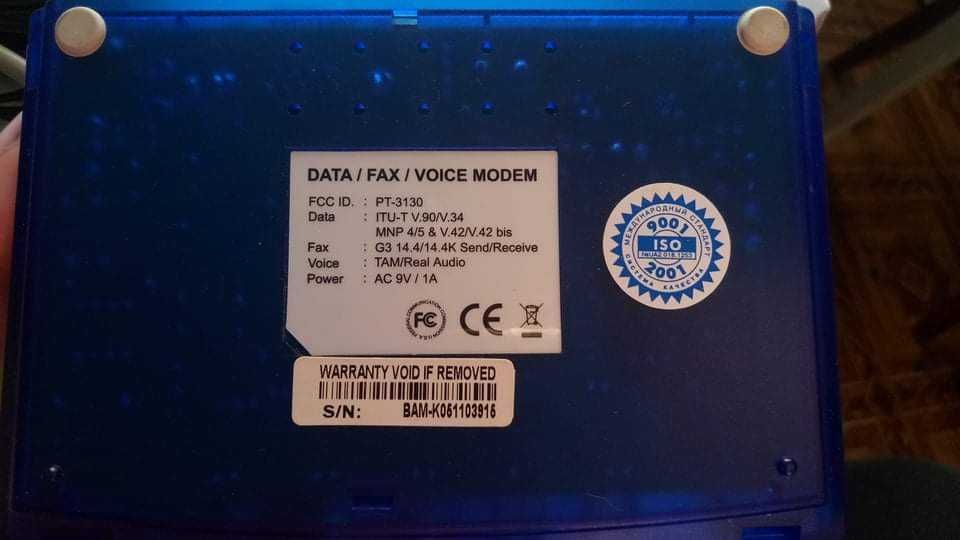 DATA / FAX / VOICE MODEM
FCC ID. : PT-3130
Data : ITU-T V.90/V.34
MNP 4/5 & V.42/V.42 bis
Fax : G3 14.4/14.4K Send/Receive
Voice : TAM/Real Audio
Power : AC 9V / 1A
FC
CE
WARRANTY VOID IF REMOVED
S/N: BAM-K051103915
МЕЖДУНАРОДНЫЙ СТАНДАРТ
9001
ISO
2001
СИСТЕМА КАЧЕСТВА